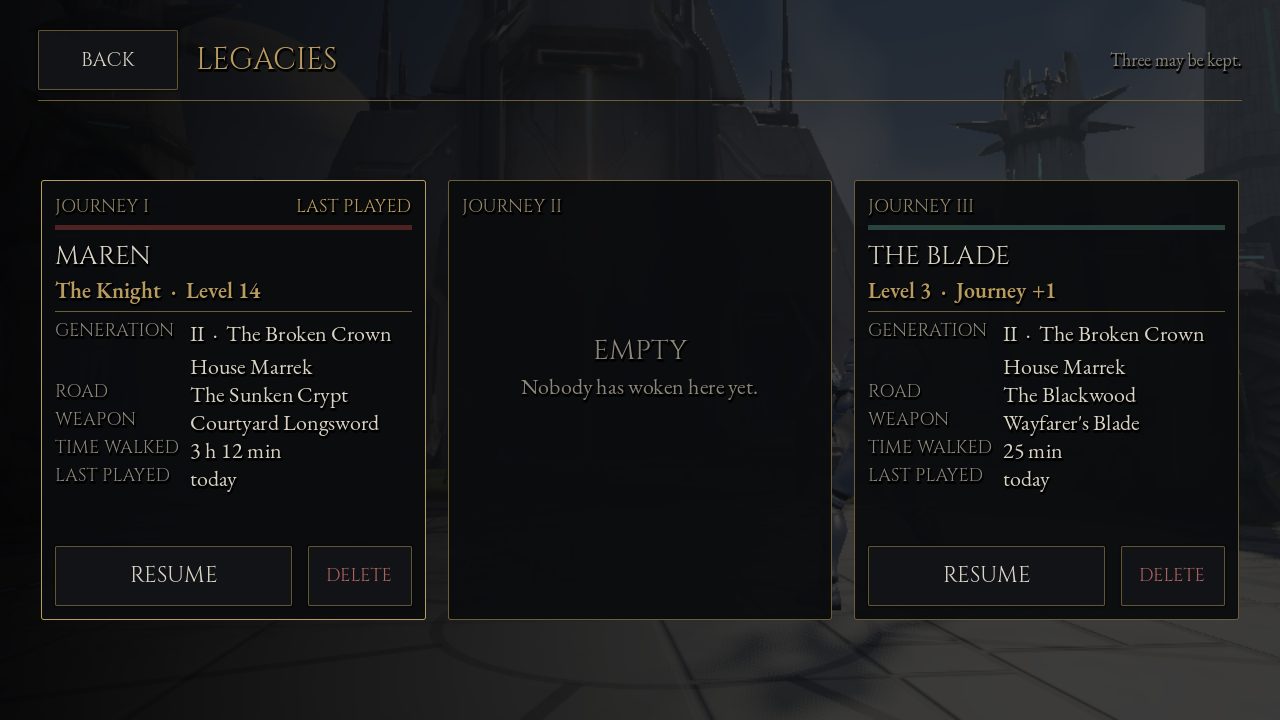 BACK
LEGACIES
Three may be kept.
JOURNEY I
LAST PLAYED
MAREN
The Knight · Level 14
GENERATION
II · The Broken Crown
House Marrek
ROAD
The Sunken Crypt
WEAPON
Courtyard Longsword
TIME WALKED
3 h 12 min
LAST PLAYED
today
RESUME
DELETE
JOURNEY II
EMPTY
Nobody has woken here yet.
JOURNEY III
THE BLADE
Level 3 · Journey +1
GENERATION
II · The Broken Crown
House Marrek
ROAD
The Blackwood
WEAPON
Wayfarer's Blade
TIME WALKED
25 min
LAST PLAYED
today
RESUME
DELETE